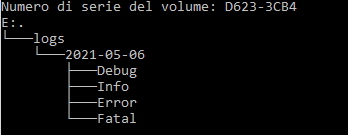 Numero di serie del volume: D623-3CB4
E:.
└───logs
    └───2021-05-06
        ├───Debug
        ├───Info
        ├───Error
        └───Fatal